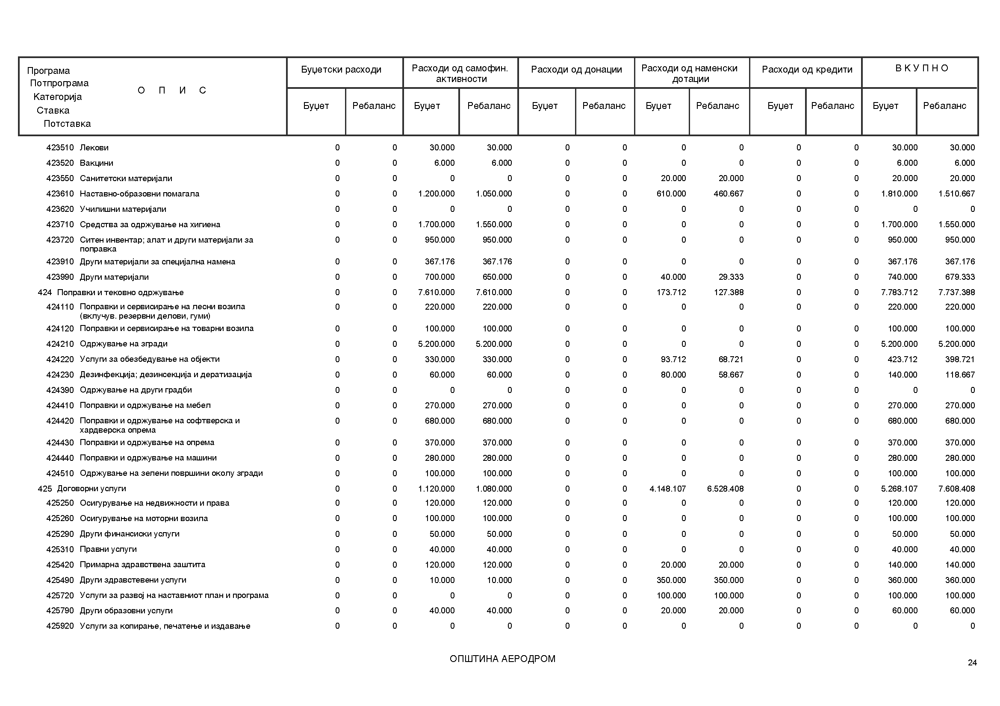 Програма
Потпрограма
Категорија
Ставка
Потставка
О П И С
Буџетски расходи
Расходи од самофин.
активности
Расходи од донации
Расходи од наменски
дотации
Расходи од кредити
В К У П Н О
Буџет Ребаланс Буџет Ребаланс Буџет Ребаланс Буџет Ребаланс Буџет Ребаланс Буџет Ребаланс
423510 Лекови 0 0 30.000 30.000 0 0 0 0 0 0 30.000 30.000
423520 Вакцини 0 0 6.000 6.000 0 0 0 0 0 0 6.000 6.000
423550 Санитетски материјали 0 0 0 0 0 0 20.000 20.000 0 0 20.000 20.000
423610 Наставно-образовни помагала 0 0 1.200.000 1.050.000 0 0 610.000 460.667 0 0 1.810.000 1.510.667
423620 Училишни материјали 0 0 0 0 0 0 0 0 0 0 0 0
423710 Средства за одржување на хигиена 0 0 1.700.000 1.550.000 0 0 0 0 0 0 1.700.000 1.550.000
423720 Ситен инвентар; алат и други материјали за 0 0 950.000 950.000 0 0 0 0 0 0 950.000 950.000
поправка
423910 Други материјали за специјална намена 0 0 367.176 367.176 0 0 0 0 0 0 367.176 367.176
423990 Други материјали 0 0 700.000 650.000 0 0 40.000 29.333 0 0 740.000 679.333
424 Поправки и тековно одржување 0 0 7.610.000 7.610.000 0 0 173.712 127.388 0 0 7.783.712 7.737.388
424110 Поправки и сервисирање на лесни возила 0 0 220.000 220.000 0 0 0 0 0 0 220.000 220.000
(вклучув. резервни делови, гуми)
424120 Поправки и сервисирање на товарни возила 0 0 100.000 100.000 0 0 0 0 0 0 100.000 100.000
424210 Одржување на згради 0 0 5.200.000 5.200.000 0 0 0 0 0 0 5.200.000 5.200.000
424220 Услуги за обезбедување на објекти 0 0 330.000 330.000 0 0 93.712 68.721 0 0 423.712 398.721
424230 Дезинфекција; дезинсекција и дератизација 0 0 60.000 60.000 0 0 80.000 58.667 0 0 140.000 118.667
424390 Одржување на други градби 0 0 0 0 0 0 0 0 0 0 0 0
424410 Поправки и одржување на мебел 0 0 270.000 270.000 0 0 0 0 0 0 270.000 270.000
424420 Поправки и одржување на софтверска и 0 0 680.000 680.000 0 0 0 0 0 0 680.000 680.000
хардверска опрема
424430 Поправки и одржување на опрема 0 0 370.000 370.000 0 0 0 0 0 0 370.000 370.000
424440 Поправки и одржување на машини 0 0 280.000 280.000 0 0 0 0 0 0 280.000 280.000
424510 Одржување на зелени површини околу згради 0 0 100.000 100.000 0 0 0 0 0 0 100.000 100.000
425 Договорни услуги 0 0 1.120.000 1.080.000 0 0 4.148.107 6.528.408 0 0 5.268.107 7.608.408
425250 Осигурување на недвижности и права 0 0 120.000 120.000 0 0 0 0 0 0 120.000 120.000
425260 Осигурување на моторни возила 0 0 100.000 100.000 0 0 0 0 0 0 100.000 100.000
425290 Други финансиски услуги 0 0 50.000 50.000 0 0 0 0 0 0 50.000 50.000
425310 Правни услуги 0 0 40.000 40.000 0 0 0 0 0 0 40.000 40.000
425420 Примарна здравствена заштита 0 0 120.000 120.000 0 0 20.000 20.000 0 0 140.000 140.000
425490 Други здравстевени услуги 0 0 10.000 10.000 0 0 350.000 350.000 0 0 360.000 360.000
425720 Услуги за развој на наставниот план и програма 0 0 0 0 0 0 100.000 100.000 0 0 100.000 100.000
425790 Други образовни услуги 0 0 40.000 40.000 0 0 20.000 20.000 0 0 60.000 60.000
425920 Услуги за копирање, печатење и издавање 0 0 0 0 0 0 0 0 0 0 0 0
ОПШТИНА АЕРОДРОМ
24